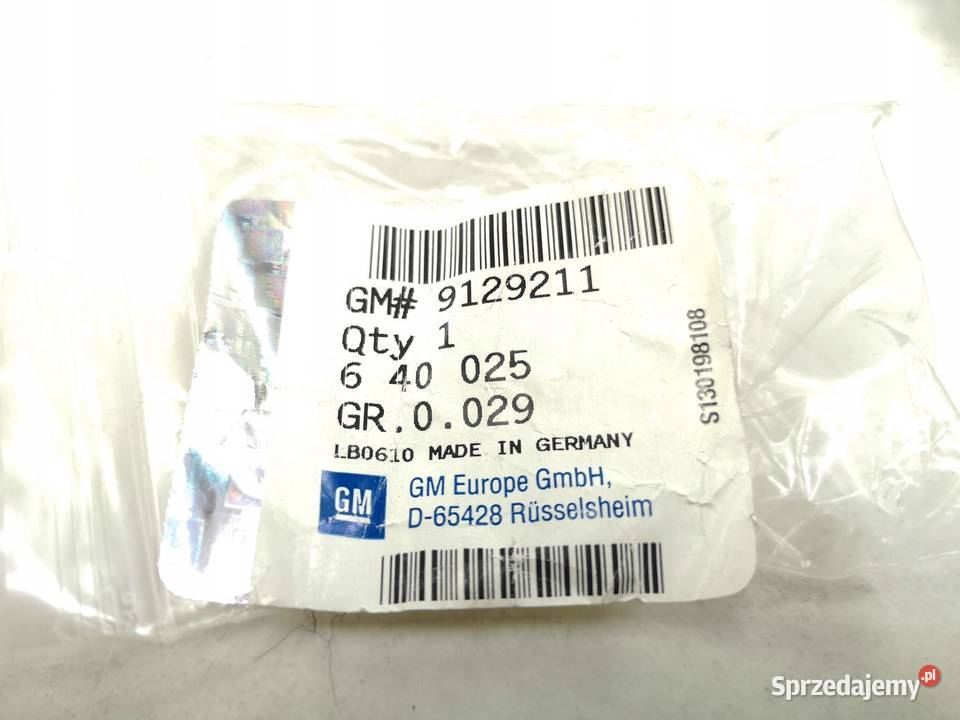 GM# 9129211
Qty 1
6 40 025
GR.0.029
LB0610 MADE IN GERMANY
GM
GM Europe GmbH,
D-65428 Rüsselsheim
S130198108
Sprzedajemy.pl